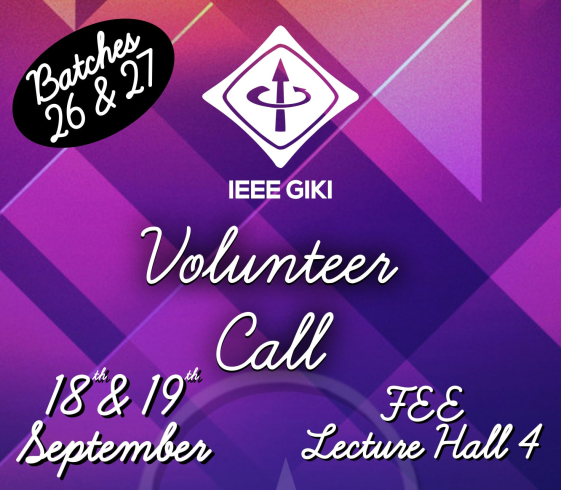 Batches
26 & 27
IEEE GIKI
Volunteer
Call
18th & 19th
September
FEE
Lecture Hall 4